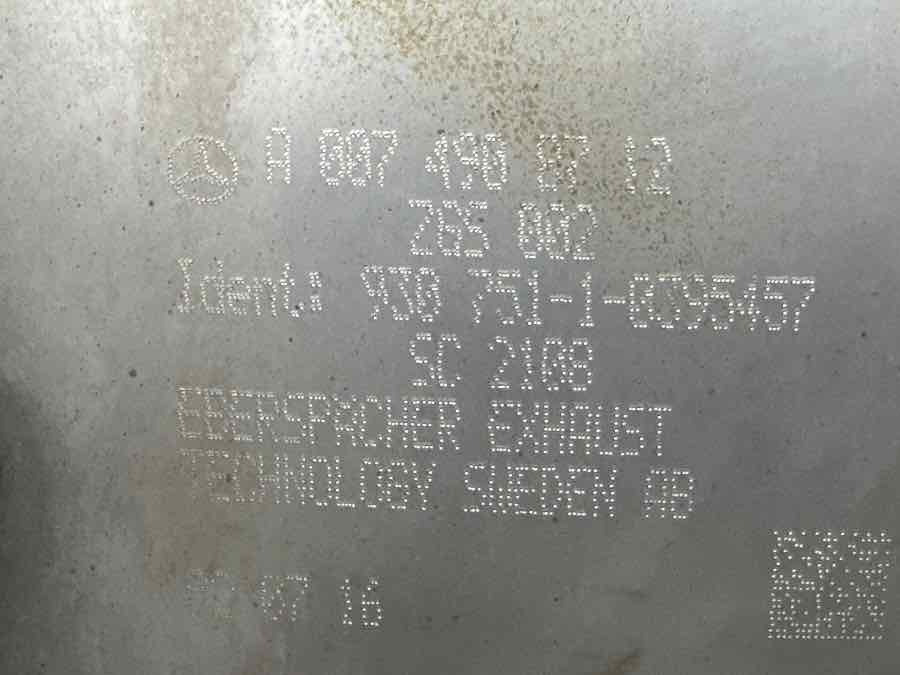 A 007 490 87 12
265 002
Ident: 930 751-1-0395457
SC 2108
EBERSPACHER EXHAUST
TECHNOLOGY SWEDEN AB
07 16